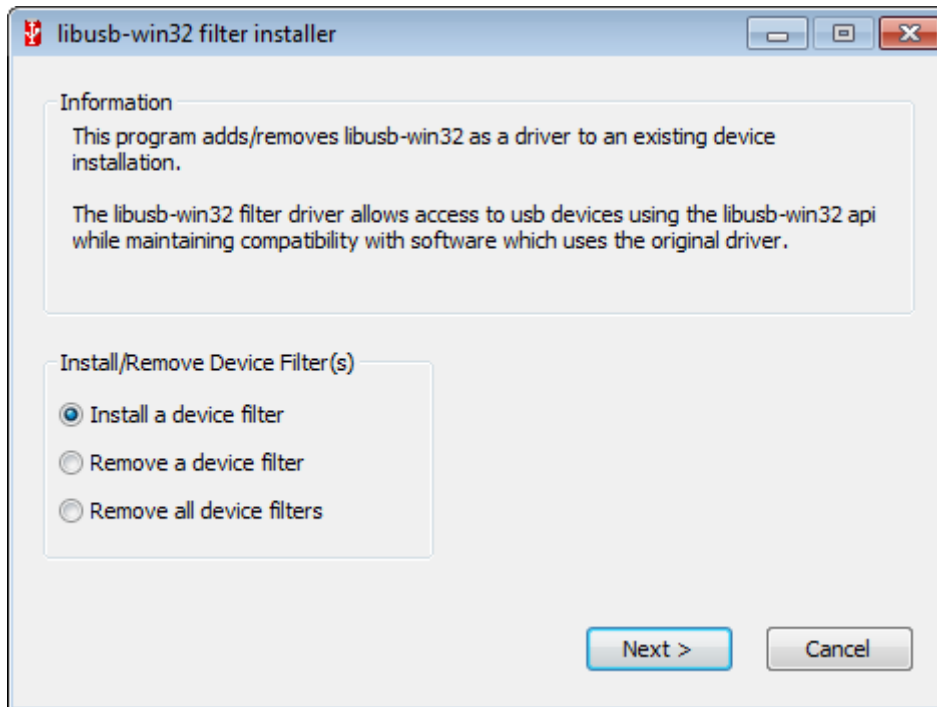 libusb-win32 filter installer
Information
This program adds/removes libusb-win32 as a driver to an existing device
installation.
The libusb-win32 filter driver allows access to usb devices using the libusb-win32 api
while maintaining compatibility with software which uses the original driver.
Install/Remove Device Filter(s)
Install a device filter
Remove a device filter
Remove all device filters
Next >
Cancel